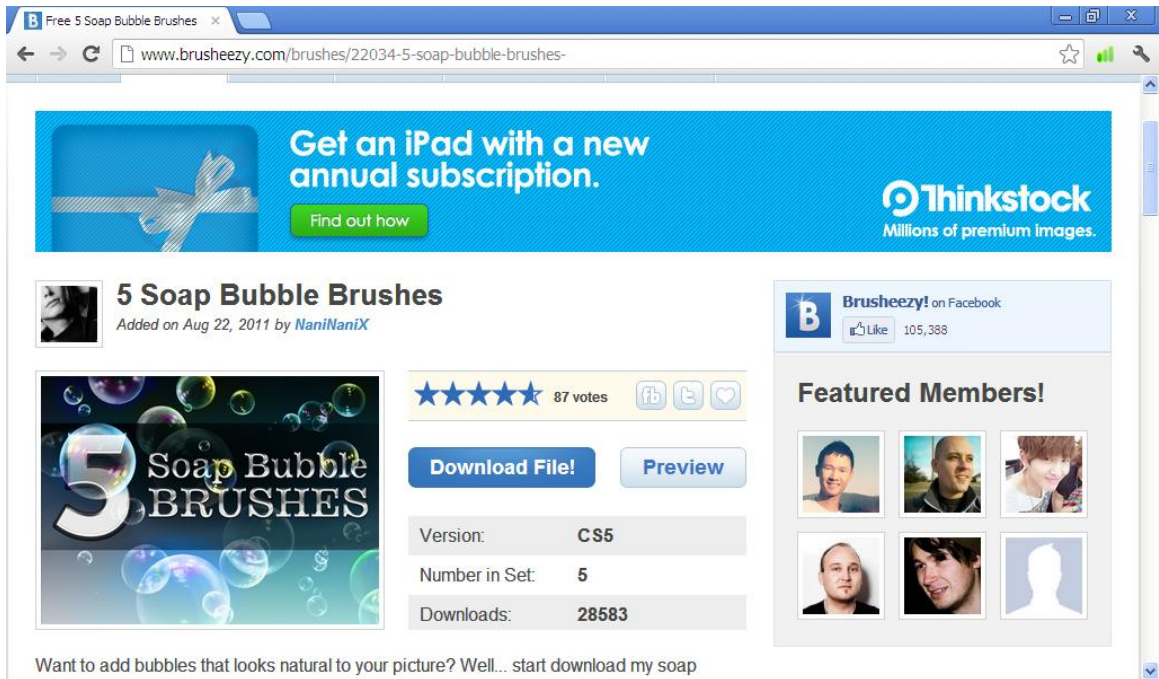 Free 5 Soap Bubble Brushes
www.brusheezy.com/brushes/22034-5-soap-bubble-brushes-
Get an iPad with a new
annual subscription.
Find out how
Thinkstock
Millions of premium images.
5 Soap Bubble Brushes
Added on Aug 22, 2011 by NaniNaniX
B
Brusheezy! on Facebook
Like 105,388
5 Soap Bubble
BRUSHES
87 votes
Download File!
Preview
Version: CS5
Number in Set: 5
Downloads: 28583
Featured Members!
Want to add bubbles that looks natural to your picture? Well... start download my soap